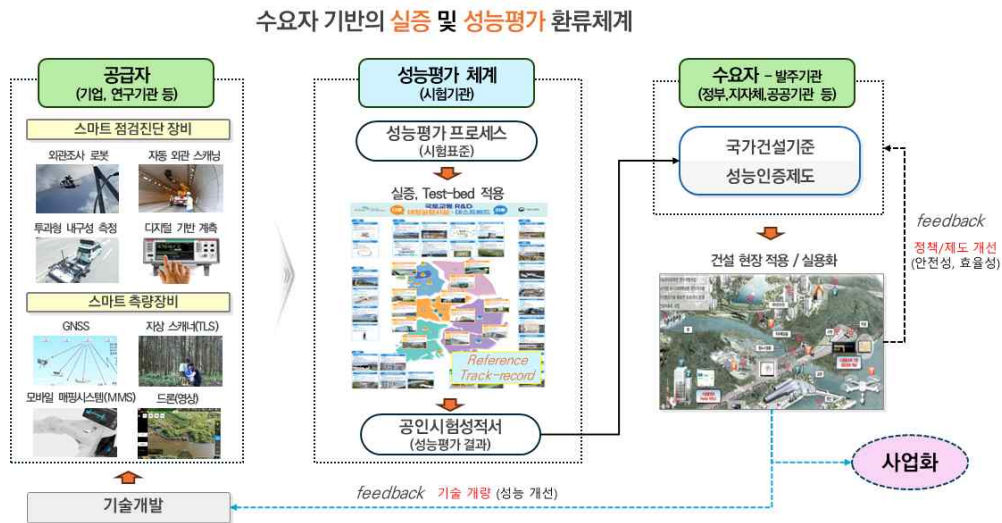 수요자 기반의 실증 및 성능평가 환류체계
공급자
(기업, 연구기관 등)
스마트 점검진단 장비
외관조사 로봇
자동 외관 스캐닝
투과형 내구성 측정
디지털 기반 계측
스마트 측량장비
GNSS
지상 스캐너(TLS)
모바일 매핑시스템(MMS)
드론(영상)
기술개발
성능평가 체계
(시험기관)
성능평가 프로세스
(시험표준)
실증, Test-bed 적용
국토교통 R&D
Reference
Track-record
공인시험성적서
(성능평가 결과)
수요자 – 발주기관
(정부,지자체,공공기관 등)
국가건설기준
성능인증제도
건설 현장 적용 / 실용화
feedback
정책/제도 개선
(안전성, 효율성)
사업화
feedback 기술 개량 (성능 개선)